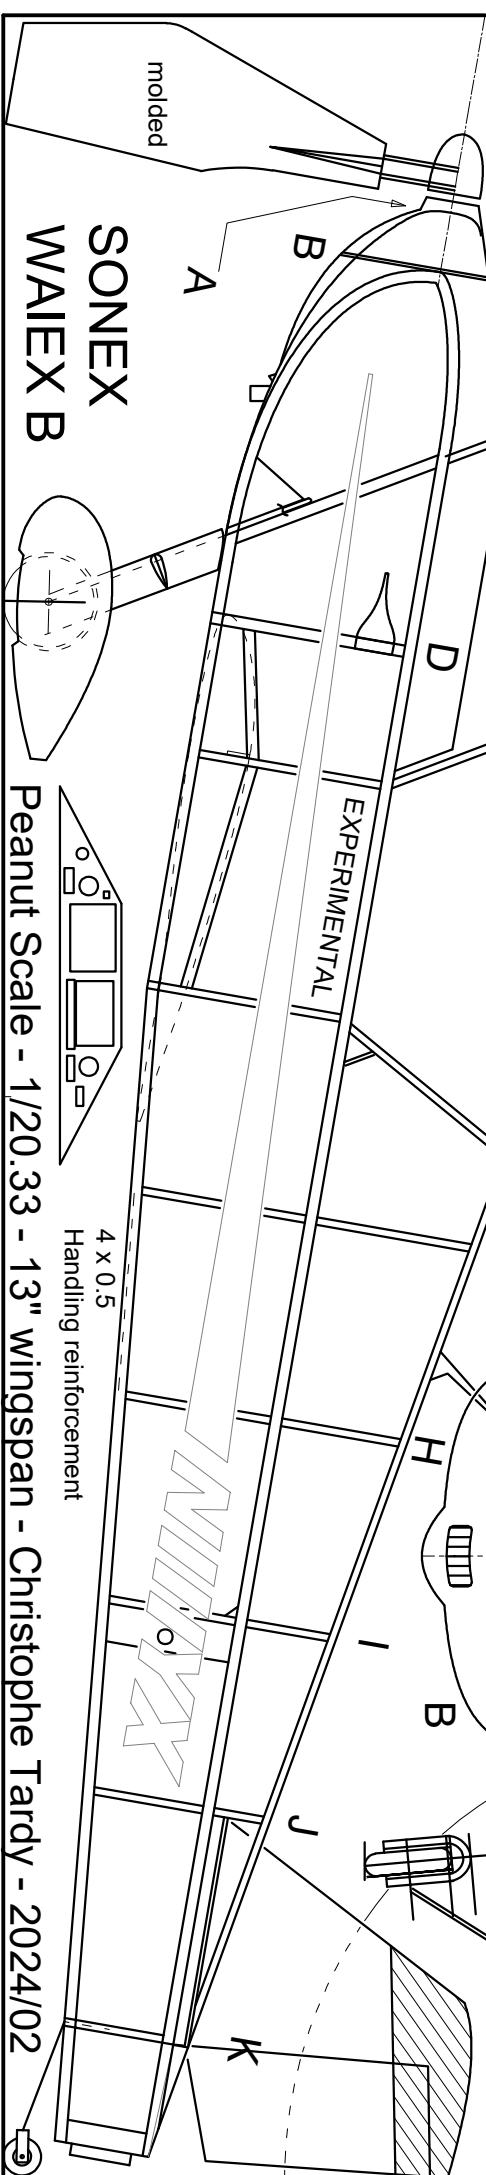 molded
B
A
SONEX
WAIEX B
D
EXPERIMENTAL
4 x 0.5
Handling reinforcement
H
I
B
J
K
Peanut Scale - 1/20.33 - 13" wingspan - Christophe Tardy - 2024/02